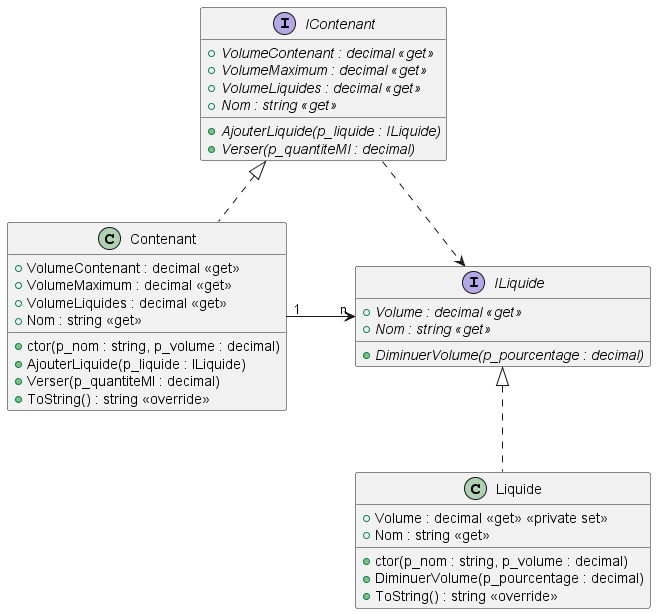 I IContenant
VolumeContenant : decimal «get»
VolumeMaximum : decimal «get»
VolumeLiquides : decimal «get»
Nom : string «get»
AjouterLiquide(p_liquide : ILiquide)
Verser(p_quantiteMl : decimal)
C Contenant
VolumeContenant : decimal «get»
VolumeMaximum : decimal «get»
VolumeLiquides : decimal «get»
Nom : string «get»
ctor(p_nom : string, p_volume : decimal)
AjouterLiquide(p_liquide : ILiquide)
Verser(p_quantiteMl : decimal)
ToString() : string «override»
1 n
I ILiquide
Volume : decimal «get»
Nom : string «get»
DiminuerVolume(p_pourcentage : decimal)
C Liquide
Volume : decimal «get» «private set»
Nom : string «get»
ctor(p_nom : string, p_volume : decimal)
DiminuerVolume(p_pourcentage : decimal)
ToString() : string «override»